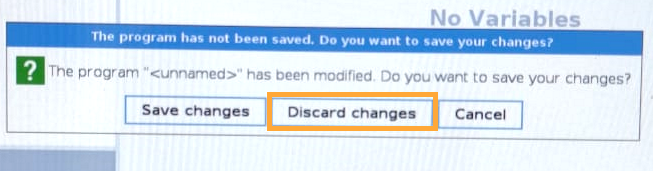 No Variables
The program has not been saved. Do you want to save your changes?
? The program "<unnamed>" has been modified. Do you want to save your changes?
Save changes Discard changes Cancel